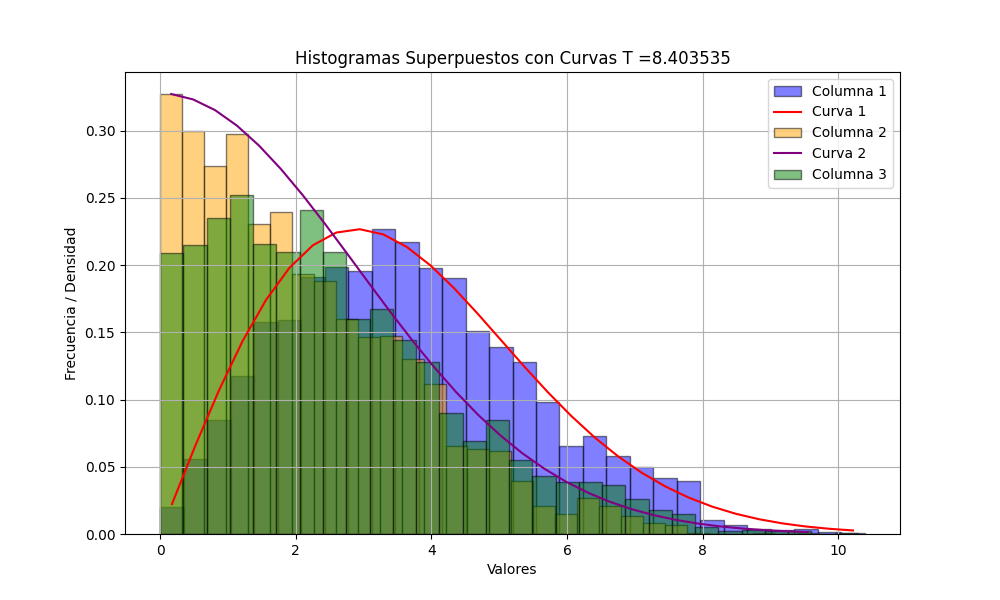 Histogramas Superpuestos con Curvas T =8.403535
Columna 1
Curva 1
Columna 2
Curva 2
Columna 3
Frecuencia / Densidad
0.30
0.25
0.20
0.15
0.10
0.05
0.00
0 2 4 6 8 10
Valores